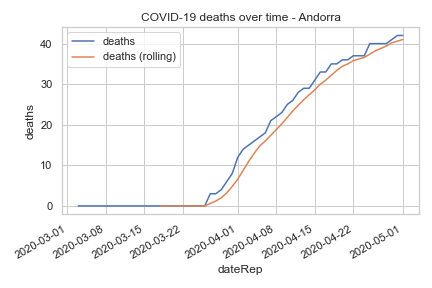 COVID-19 deaths over time - Andorra
deaths
deaths (rolling)
deaths
40
30
20
10
0
2020-03-01
2020-03-08
2020-03-15
2020-03-22
2020-04-01
2020-04-08
2020-04-15
2020-04-22
2020-05-01
dateRep